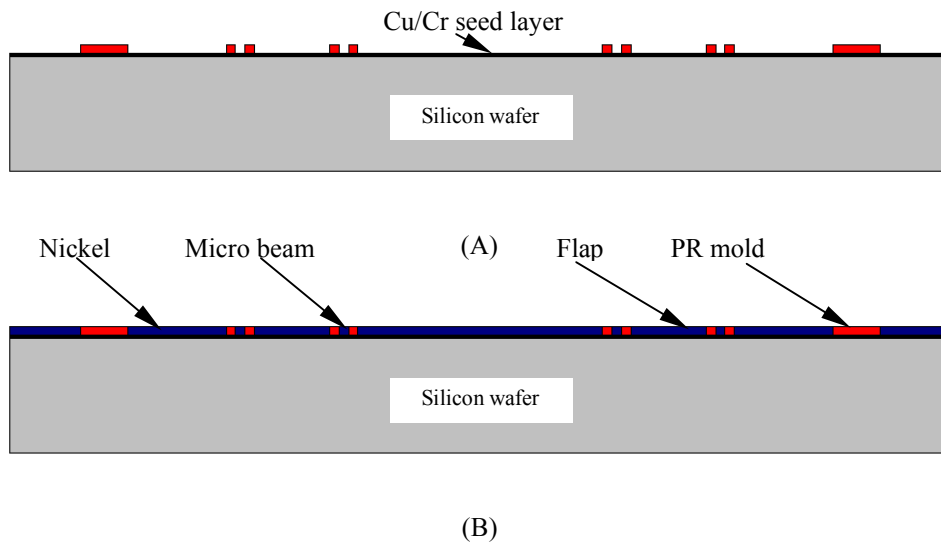 Cu/Cr seed layer
Silicon wafer
(A)
Nickel
Micro beam
Flap
PR mold
Silicon wafer
(B)